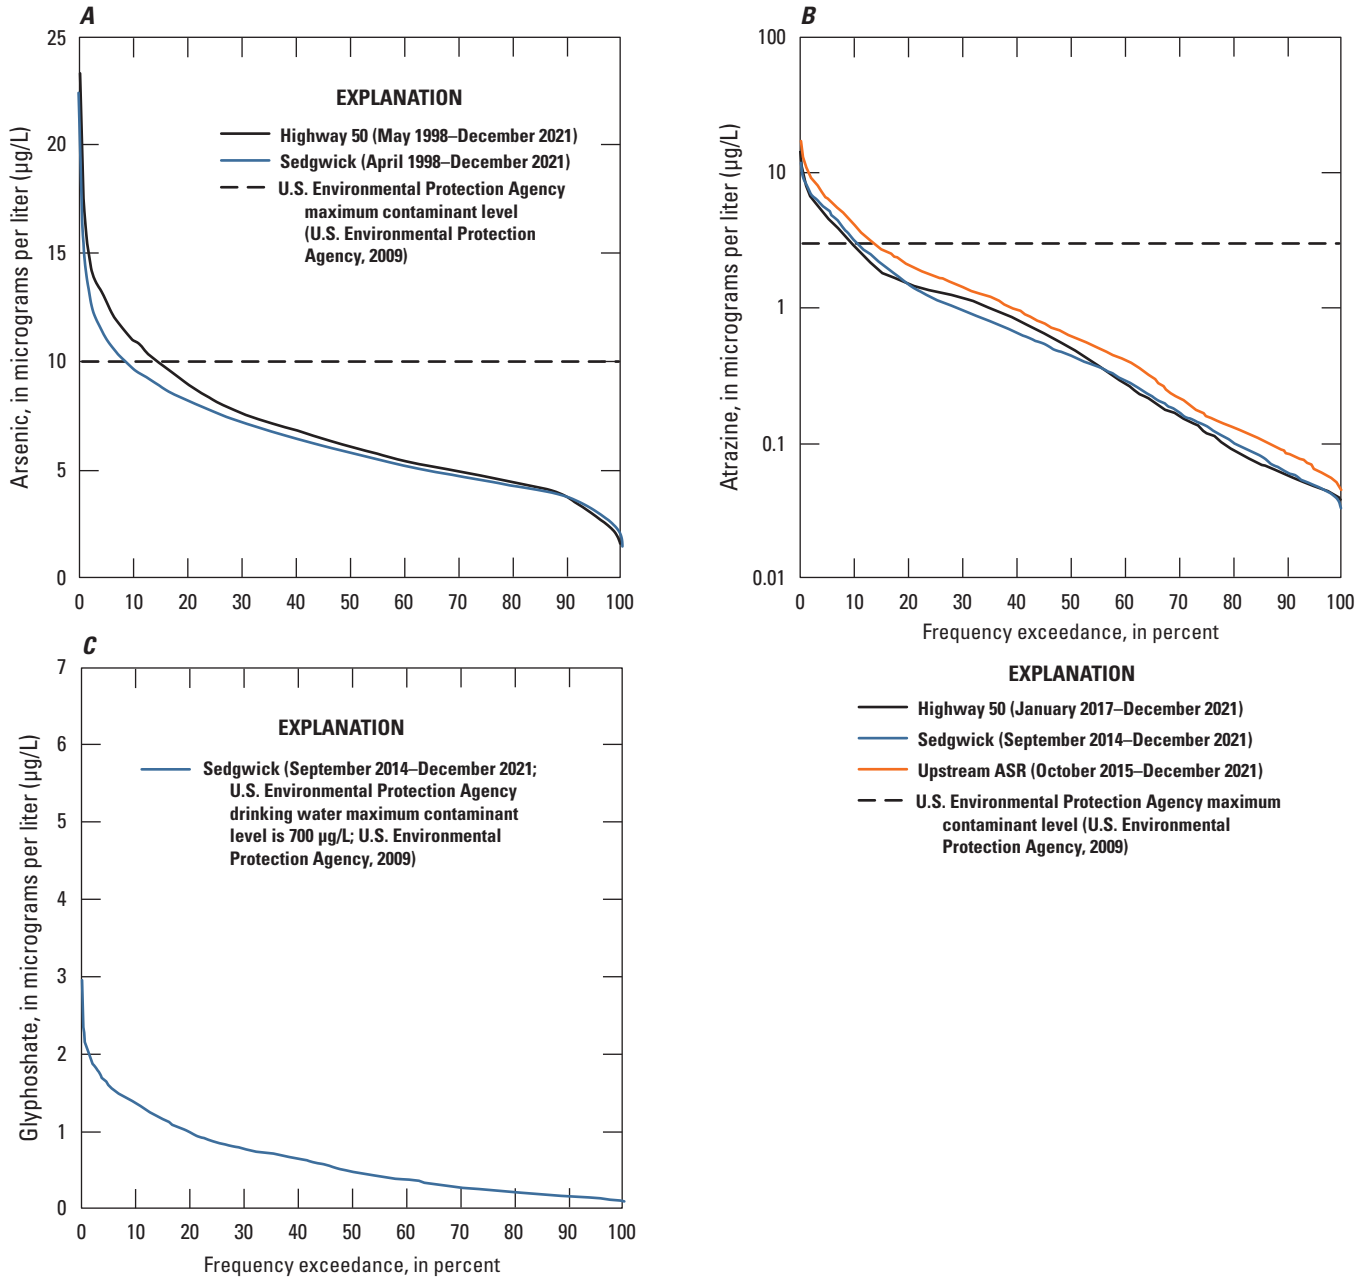 A
Arsenic, in micrograms per liter (µg/L)
25
20
15
10
5
0
0 10 20 30 40 50 60 70 80 90 100
EXPLANATION
Highway 50 (May 1998–December 2021)
Sedgwick (April 1998–December 2021)
U.S. Environmental Protection Agency
maximum contaminant level
(U.S. Environmental Protection
Agency, 2009)
B
Atrazine, in micrograms per liter (µg/L)
100
10
1
0.1
0.01
0 10 20 30 40 50 60 70 80 90 100
Frequency exceedance, in percent
EXPLANATION
Highway 50 (January 2017–December 2021)
Sedgwick (September 2014–December 2021)
Upstream ASR (October 2015–December 2021)
U.S. Environmental Protection Agency maximum
contaminant level (U.S. Environmental
Protection Agency, 2009)
C
Glyphoshate, in micrograms per liter (µg/L)
7
6
5
4
3
2
1
0
0 10 20 30 40 50 60 70 80 90 100
Frequency exceedance, in percent
EXPLANATION
Sedgwick (September 2014–December 2021;
U.S. Environmental Protection Agency
drinking water maximum contaminant
level is 700 µg/L; U.S. Environmental
Protection Agency, 2009)